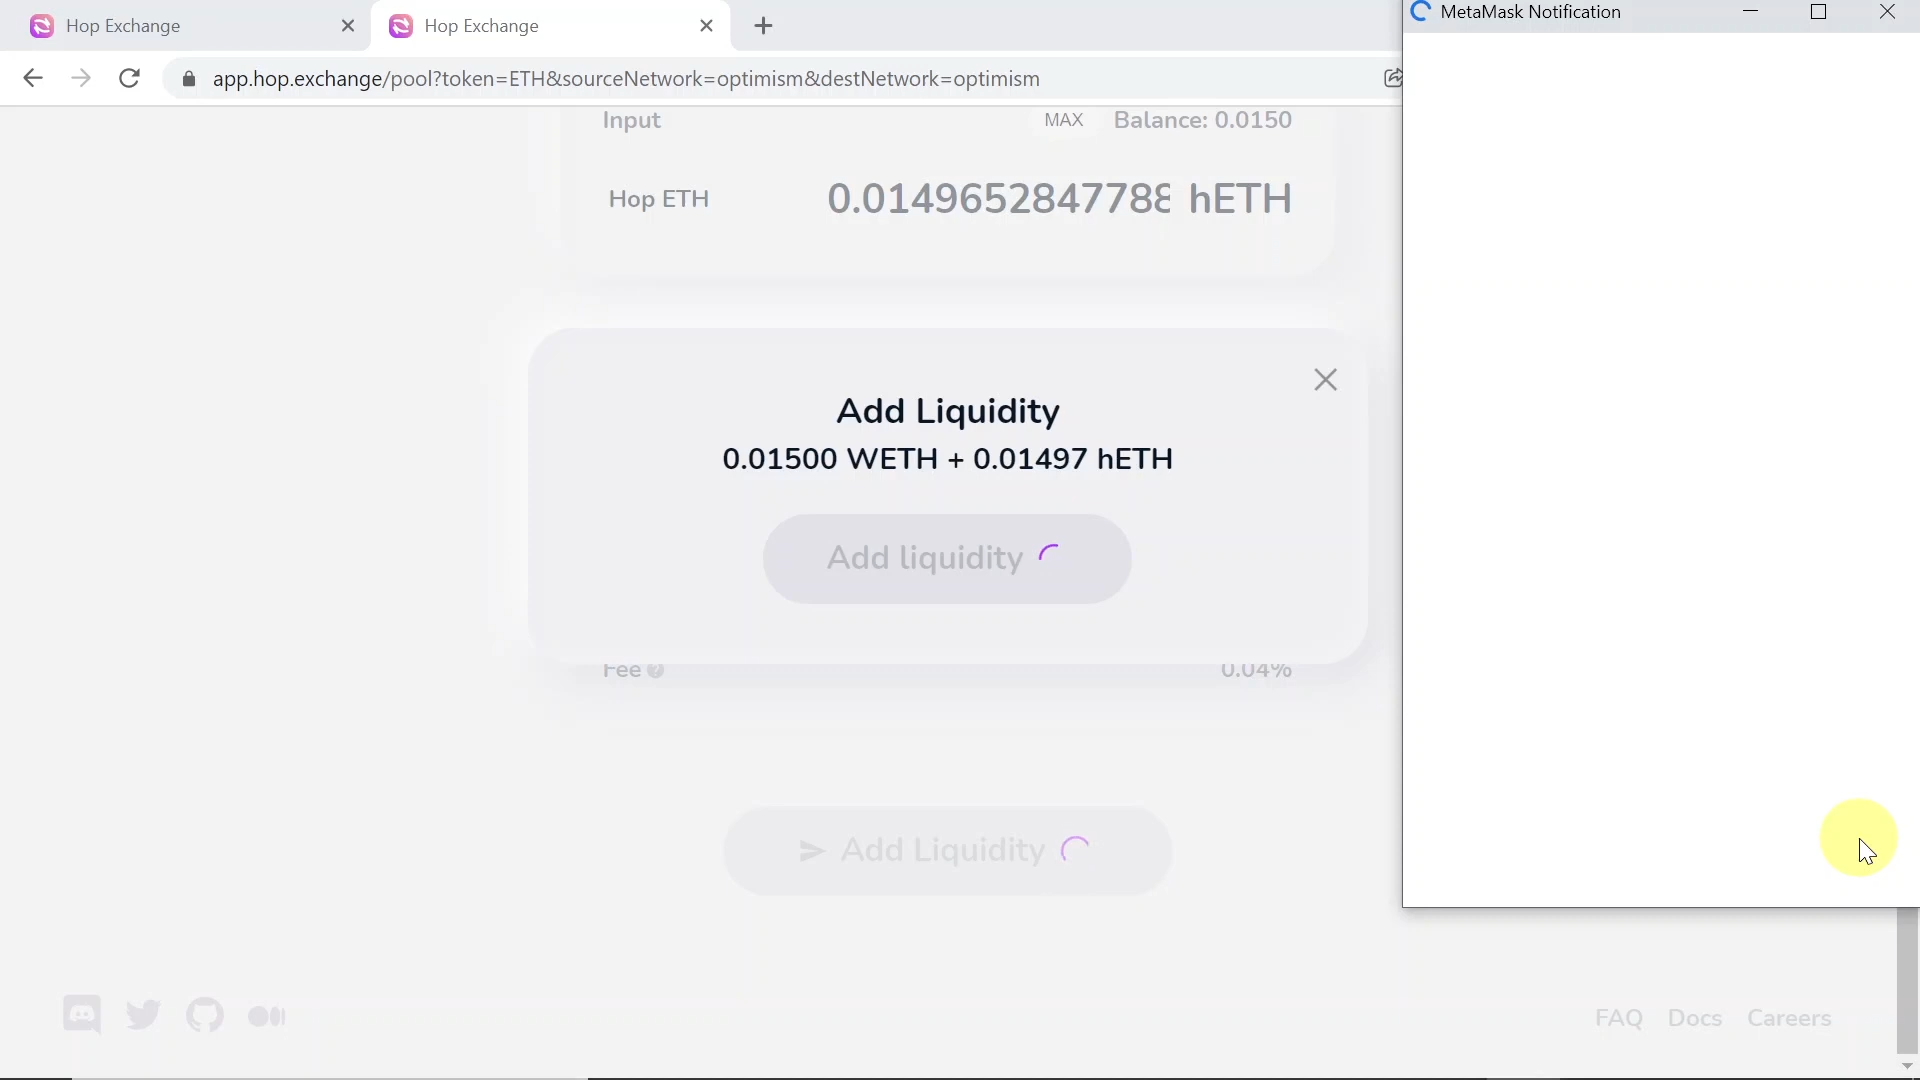 Hop Exchange
Hop Exchange
MetaMask Notification
app.hop.exchange/pool?token=ETH&sourceNetwork=optimism&destNetwork=optimism
Input
MAX
Balance: 0.0150
Hop ETH
0.0149652847788
hETH
Add Liquidity
0.01500 WETH + 0.01497 hETH
Add liquidity
Fee
0.04%
Add Liquidity
FAQ
Docs
Careers